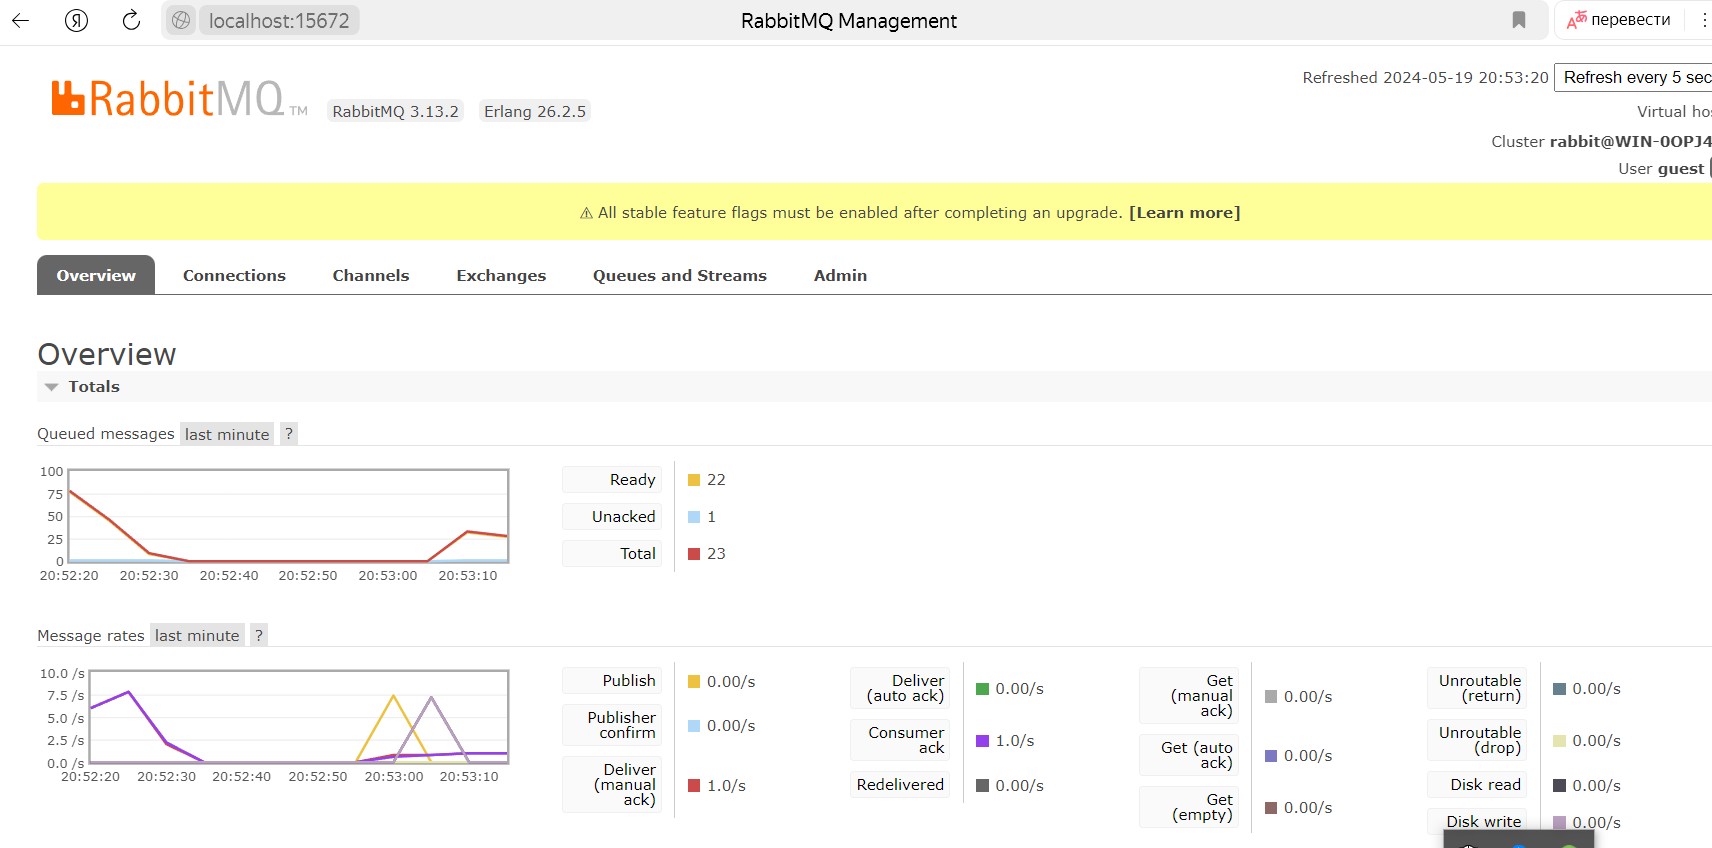 localhost:15672
RabbitMQ Management
перевести
RabbitMQ TM
RabbitMQ 3.13.2
Erlang 26.2.5
Refreshed 2024-05-19 20:53:20
Refresh every 5 sec
Virtual
Cluster rabbit@WIN-0OPJ4
User guest
⚠ All stable feature flags must be enabled after completing an upgrade. [Learn more]
Overview
Connections
Channels
Exchanges
Queues and Streams
Admin
Overview
Totals
Queued messages last minute ?
100
75
50
25
0
20:52:20 20:52:30 20:52:40 20:52:50 20:53:00 20:53:10
Ready 22
Unacked 1
Total 23
Message rates last minute ?
10.0 /s
7.5 /s
5.0 /s
2.5 /s
0.0 /s
20:52:20 20:52:30 20:52:40 20:52:50 20:53:00 20:53:10
Publish 0.00/s
Publisher
confirm 0.00/s
Deliver
(manual
ack) 1.0/s
Deliver
(auto ack) 0.00/s
Consumer
ack 1.0/s
Redelivered 0.00/s
Get
(manual
ack) 0.00/s
Get (auto
ack) 0.00/s
Get
(empty) 0.00/s
Unroutable
(return) 0.00/s
Unroutable
(drop) 0.00/s
Disk read 0.00/s
Disk write 0.00/s